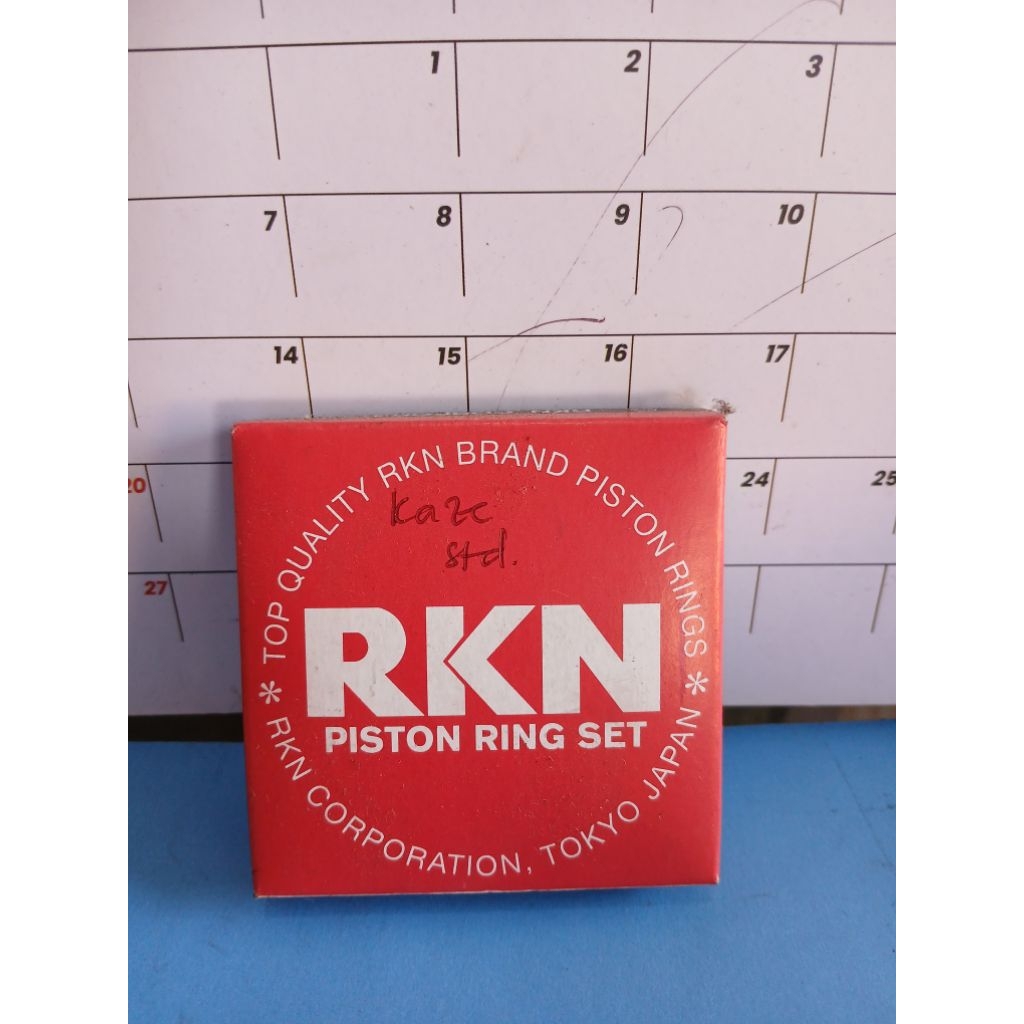 1 2 3
7 8 9 10
14 15 16 17
20 24 25
27
TOP QUALITY RKN BRAND PISTON RINGS
Kaze
std.
RKN
PISTON RING SET
* RKN CORPORATION, TOKYO JAPAN *